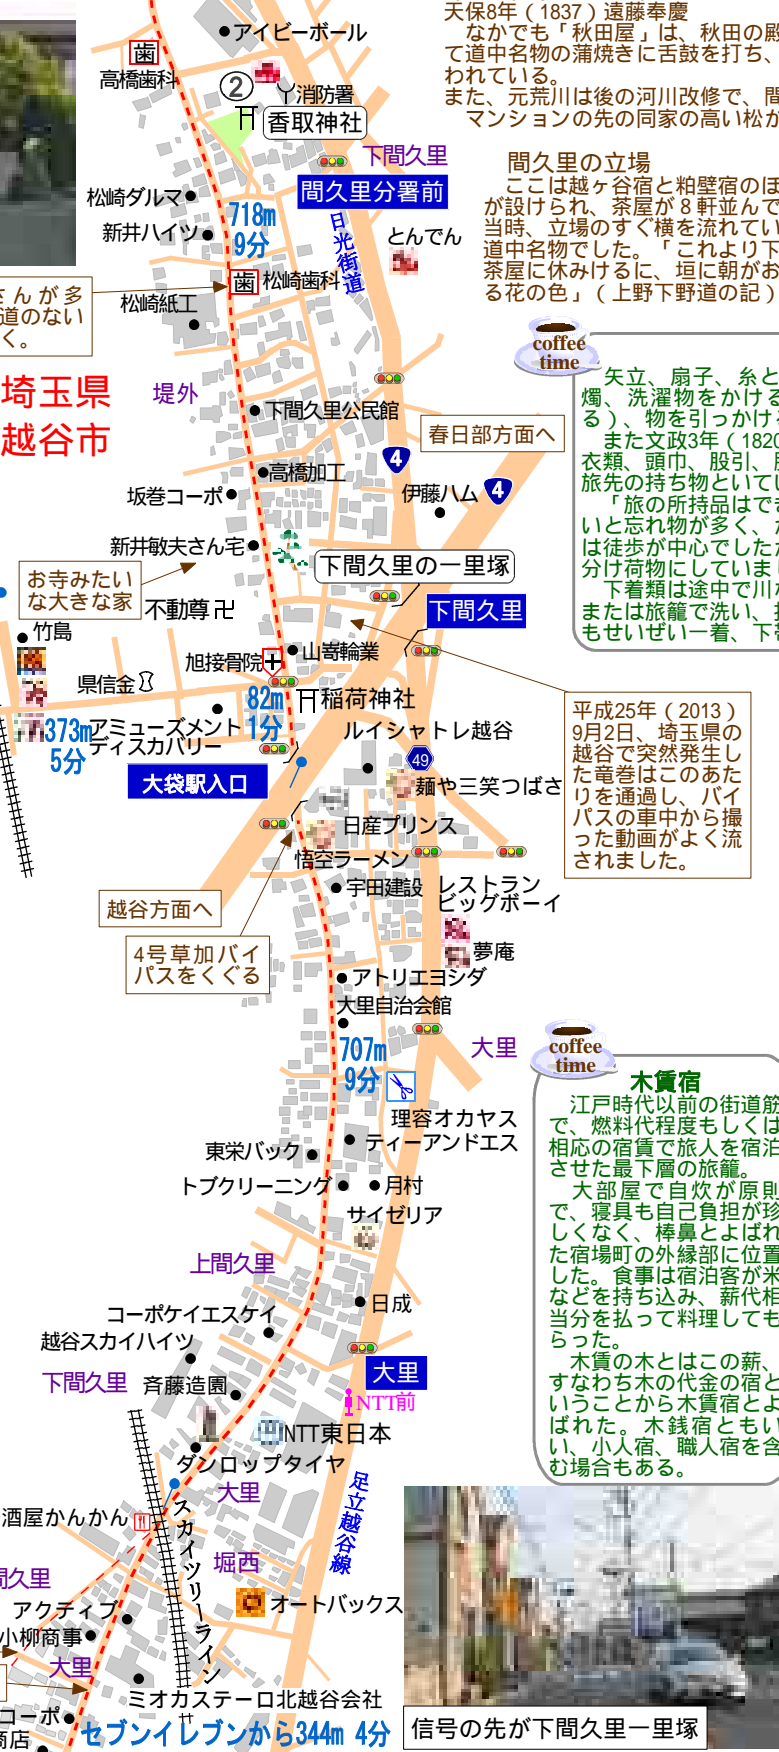 天保8年（1837）遠藤奉慶
なかでも「秋田屋」は、秋田の殿
て道中名物の蒲焼きに舌鼓を打ち、
われている。
また、元荒川は後の河川改修で、間
マンションの先の同家の高い松が
アイビーボール
歯
高橋歯科
②
消防署
香取神社
下間久里
間久里分署前
間久里の立場
ここは越ヶ谷宿と粕壁宿のほ
が設けられ、茶屋が８軒並んで
当時、立場のすぐ横を流れてい
道中名物でした。「これより下
茶屋に休みけるに、垣に朝がお
る花の色」（上野下野道の記）
松崎ダルマ
新井ハイツ
718m
9分
日光街道
とんでん
歯
松崎歯科
松崎紙工
さんが多
道のない
く。
埼玉県
越谷市
堤外
下間久里公民館
coffee
time
矢立、扇子、糸と
燭、洗濯物をかける
る）、物を引っかける
また文政3年（1820
衣類、頭巾、股引、
旅先の持ち物といてい
「旅の所持品はでき
いと忘れ物が多く、
は徒歩が中心でした
分け荷物にしていまし
下着類は途中で川
または旅籠で洗い、
もせいぜい一着、下着
春日部方面へ
4
高橋加工
坂巻コーポ
伊藤ハム
4
新井敏夫さん宅
お寺みたい
な大きな家
下間久里の一里塚
不動尊卍
下間久里
竹島
旭接骨院
山嵜輪業
県信金
82m
1分
稲荷神社
373m
5分
アミューズメント
ディスカバリー
ルイシャトレ越谷
大袋駅入口
49
麺や三笑つばさ
平成25年（2013）
9月2日、埼玉県の
越谷で突然発生し
た竜巻はこのあた
りを通過し、バイ
パスの車中から撮
った動画がよく流
されました。
日産プリンス
悟空ラーメン
宇田建設
レストラン
ビッグボーイ
越谷方面へ
4号草加バイ
パスをくぐる
夢庵
アトリエヨシダ
大里自治会館
707m
9分
大里
理容オカヤス
ティーアンドエス
東栄バック
トブクリーニング
月村
サイゼリア
coffee
time
木賃宿
江戸時代以前の街道筋
で、燃料代程度もしくは
相応の宿賃で旅人を宿泊
させた最下層の旅籠。
大部屋で自炊が原則
で、寝具も自己負担が珍
しくなく、棒鼻とよばれ
た宿場町の外縁部に位置
した。食事は宿泊客が米
などを持ち込み、薪代相
当分を払って料理しても
らった。
木賃の木とはこの薪、
すなわち木の代金の宿と
いうことから木賃宿とよ
ばれた。木銭宿ともい
い、小人宿、職人宿を含
む場合もある。
上間久里
コーポケイエスケイ
日成
越谷スカイハイツ
下間久里
斉藤造園
大里
NTT前
NTT東日本
ダンロップタイヤ
大里
足立越谷線
酒屋かんかん
スカイツリーライン
堀西
間久里
アクティブ
オートバックス
小柳商事
大里
ミオカステーロ北越谷会社
コーポ
商店
セブンイレブンから344m 4分
信号の先が下間久里一里塚